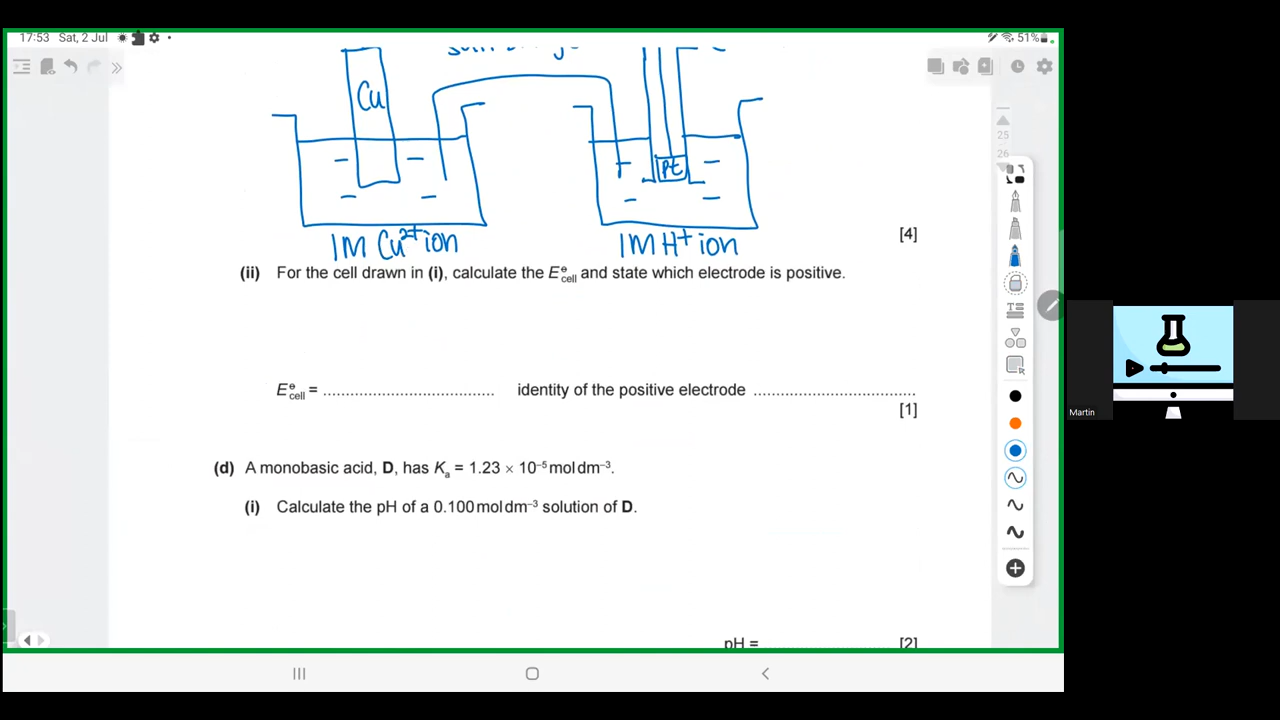 17:53 Sat, 2 Jul
51%
Cu
Pt
25
26
1M Cu²⁺ ion
1M H⁺ ion
[4]
(ii) For the cell drawn in (i), calculate the E⦵cell and state which electrode is positive.
E⦵cell = ...................................... identity of the positive electrode ....................................
[1]
Martin
(d) A monobasic acid, D, has Kₐ = 1.23 × 10⁻⁵ mol dm⁻³.
(i) Calculate the pH of a 0.100 mol dm⁻³ solution of D.
pH = ............................ [2]